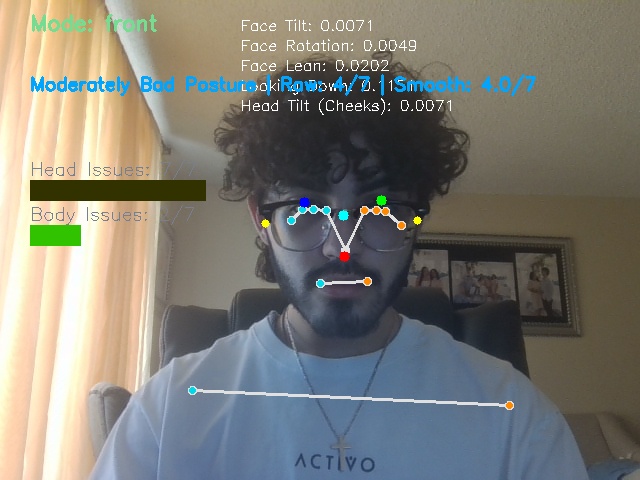 Mode: front
Face Tilt: 0.0071
Face Rotation: 0.0049
Face Lean: 0.0202
Moderately Bad Posture | Raw: 4/7 | Smooth: 4.0/7
Head Tilt (Cheeks): 0.0071
Head Issues:
Body Issues:
ACTIVO